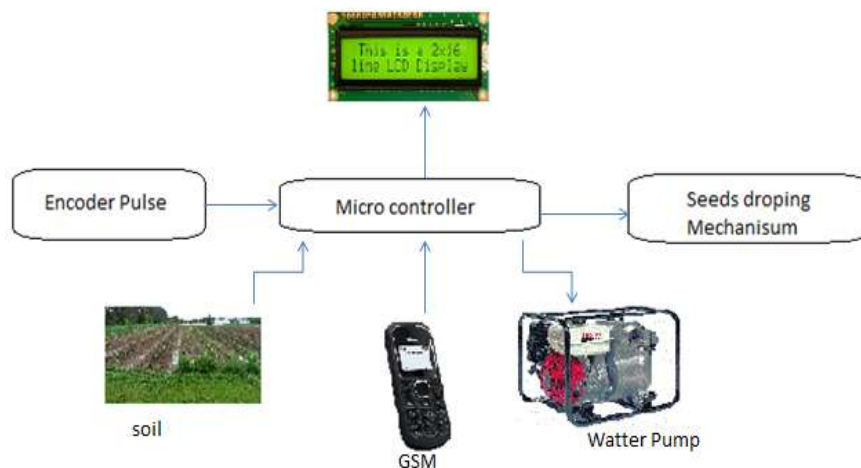 This is a 2x16
line LCD Display
Encoder Pulse
Micro controller
Seeds droping
Mechanisum
soil
GSM
Watter Pump